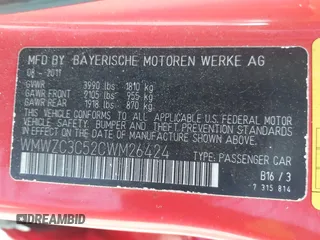 MFD BY BAYERISCHE MOTOREN WERKE AG
08 - 2011
GVWR 3990 lbs 1810 kg
GAWR FRONT 2105 lbs 955 kg
GAWR REAR 1918 lbs 870 kg
THIS VEHICLE CONFORMS TO ALL APPLICABLE U.S. FEDERAL MOTOR
VEHICLE SAFETY, BUMPER AND THEFT PREVENTION STANDARDS
IN EFFECT ON THE DATE OF MANUFACTURE SHOWN ABOVE.
WMWZC3C52CWM26424 TYPE: PASSENGER CAR
B16 / 3
7 315 814
DREAMBID